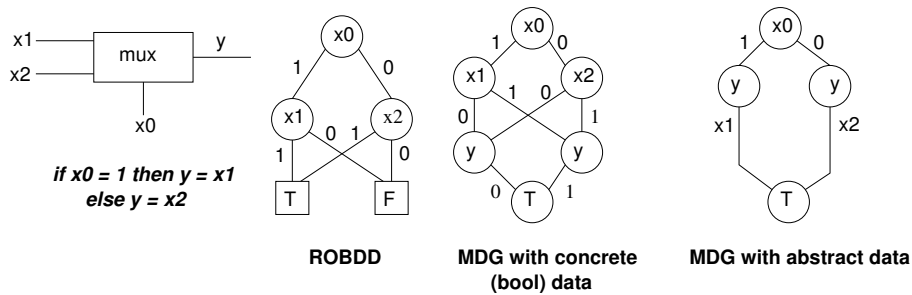 x1
x2
mux
y
x0
if x0 = 1 then y = x1
else y = x2
x0
1
0
x1
x2
1
0
1
0
T
F
ROBDD
x0
1
0
x1
x2
1
0
0
1
y
y
0
1
T
MDG with concrete
(bool) data
x0
1
0
y
y
x1
x2
T
MDG with abstract data